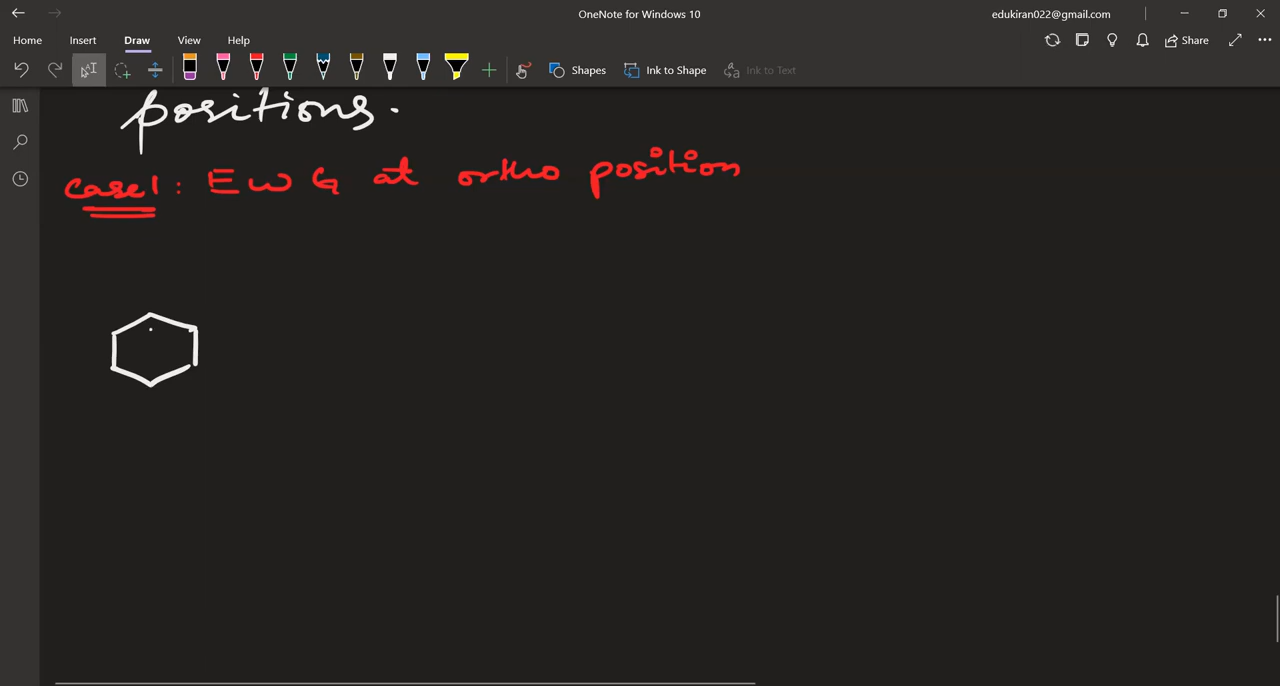 OneNote for Windows 10
edukiran022@gmail.com
Home Insert Draw View Help
Share
Shapes Ink to Shape Ink to Text
positions.
case1: EWG at ortho position